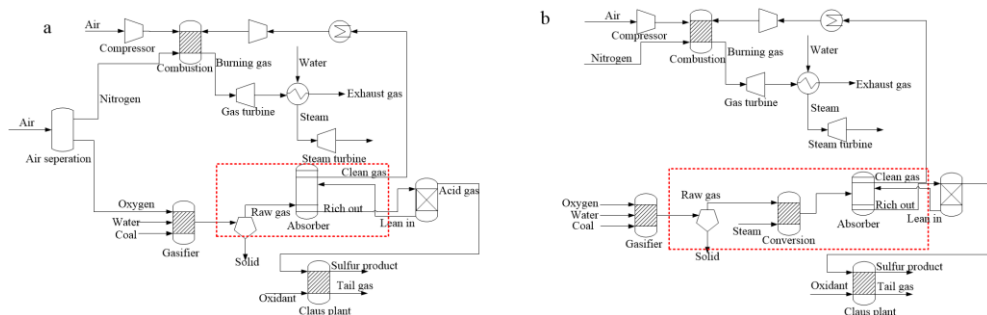 a
Air
Compressor
Combustion
Burning gas
Water
Nitrogen
Gas turbine
Exhaust gas
Steam
Air
Air seperation
Steam turbine
Clean gas
Acid gas
Oxygen
Water
Coal
Raw gas
Rich out
Lean in
Absorber
Gasifier
Solid
Sulfur product
Oxidant
Tail gas
Claus plant
b
Air
Compressor
Combustion
Burning gas
Water
Nitrogen
Gas turbine
Exhaust gas
Steam
Steam turbine
Clean gas
Oxygen
Water
Coal
Raw gas
Rich out
Lean in
Absorber
Steam
Conversion
Gasifier
Solid
Sulfur product
Oxidant
Tail gas
Claus plant